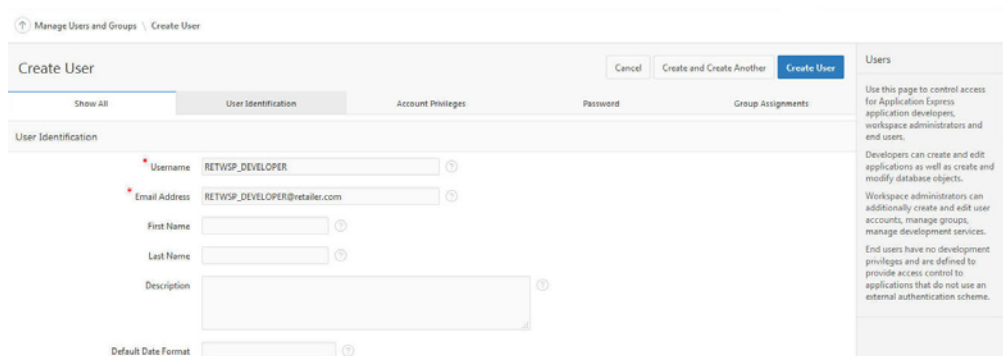 Manage Users and Groups \ Create User
Create User
Cancel
Create and Create Another
Create User
Show All
User Identification
Account Privileges
Password
Group Assignments
User Identification
* Username RETWSP_DEVELOPER ?
* Email Address RETWSP_DEVELOPER@retailer.com ?
First Name ?
Last Name ?
Description ?
Default Date Format ?
Users
Use this page to control access
for Application Express
application developers,
workspace administrators and
end users.
Developers can create and edit
applications as well as create and
modify database objects.
Workspace administrators can
additionally create and edit user
accounts, manage groups,
manage development services.
End users have no development
privileges and are defined to
provide access control to
applications that do not use an
external authentication scheme.